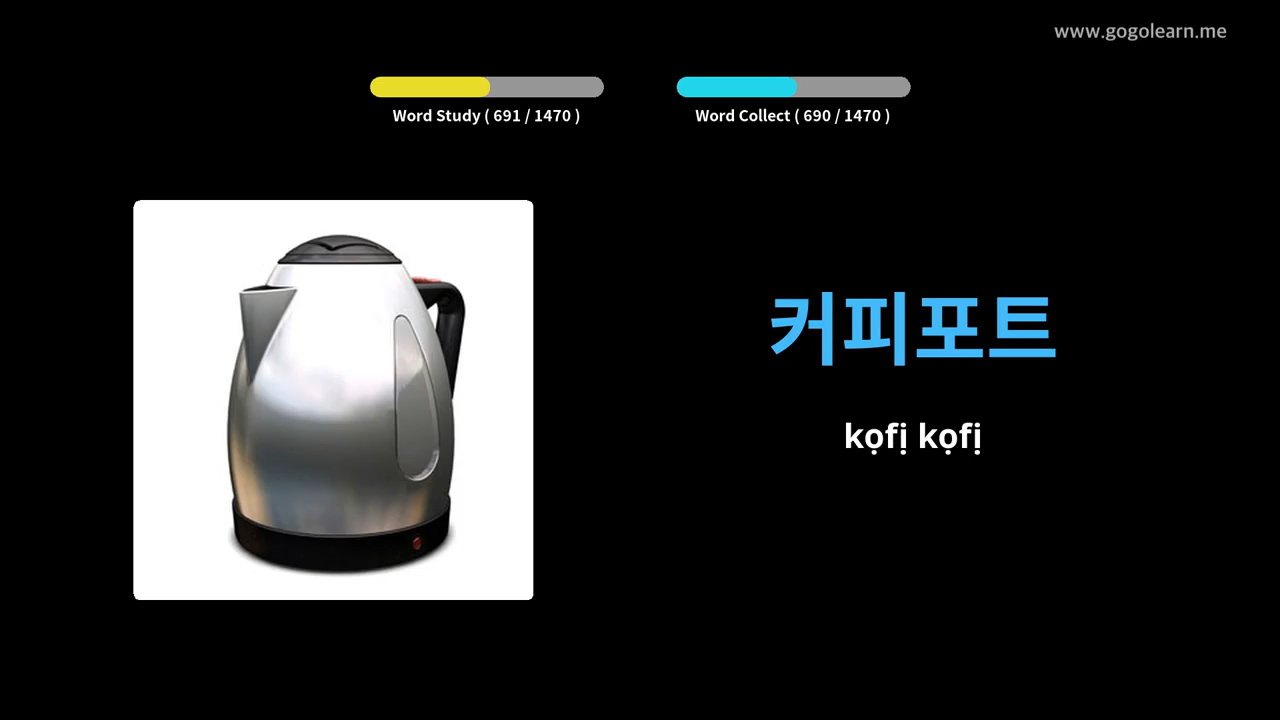 www.gogolearn.me
Word Study ( 691 / 1470 )
Word Collect ( 690 / 1470 )
커피포트
kọfị kọfị